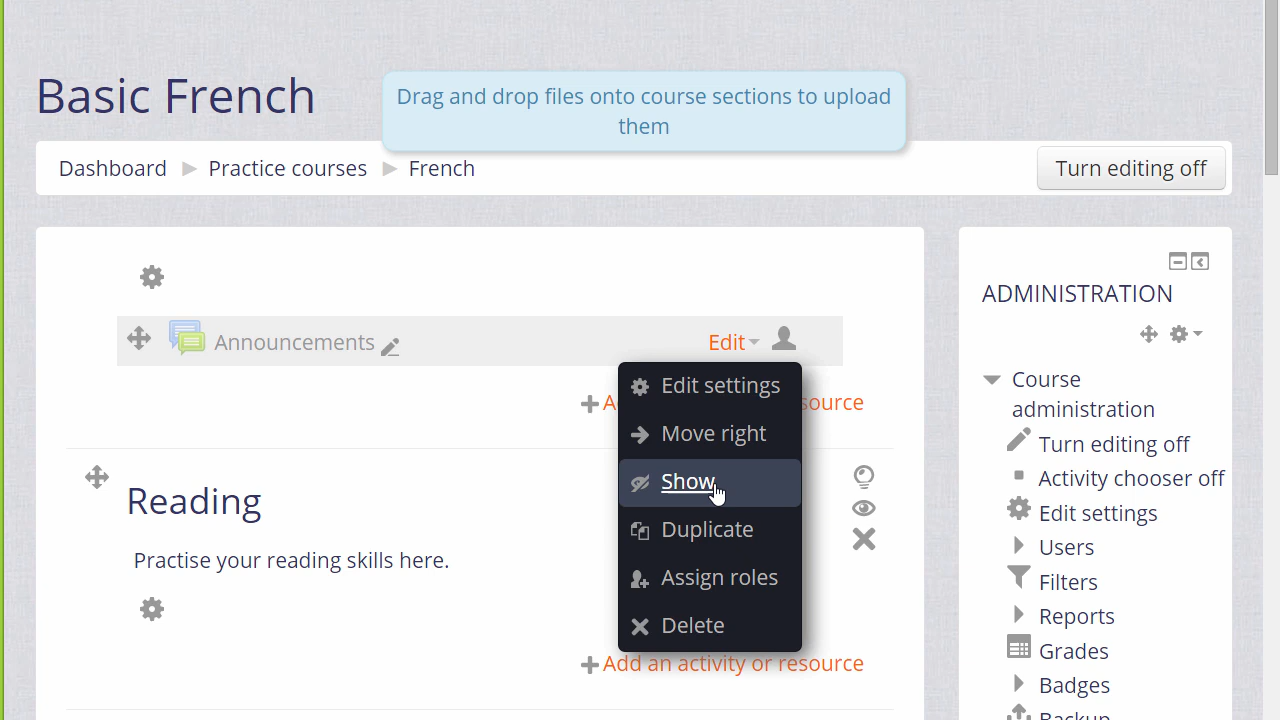 Basic French
Drag and drop files onto course sections to upload
them
Dashboard Practice courses French
Turn editing off
Announcements
Edit
Edit settings
Move right
Show
Duplicate
Assign roles
Delete
source
Reading
Practise your reading skills here.
Add an activity or resource
ADMINISTRATION
Course
administration
Turn editing off
Activity chooser off
Edit settings
Users
Filters
Reports
Grades
Badges
Backup